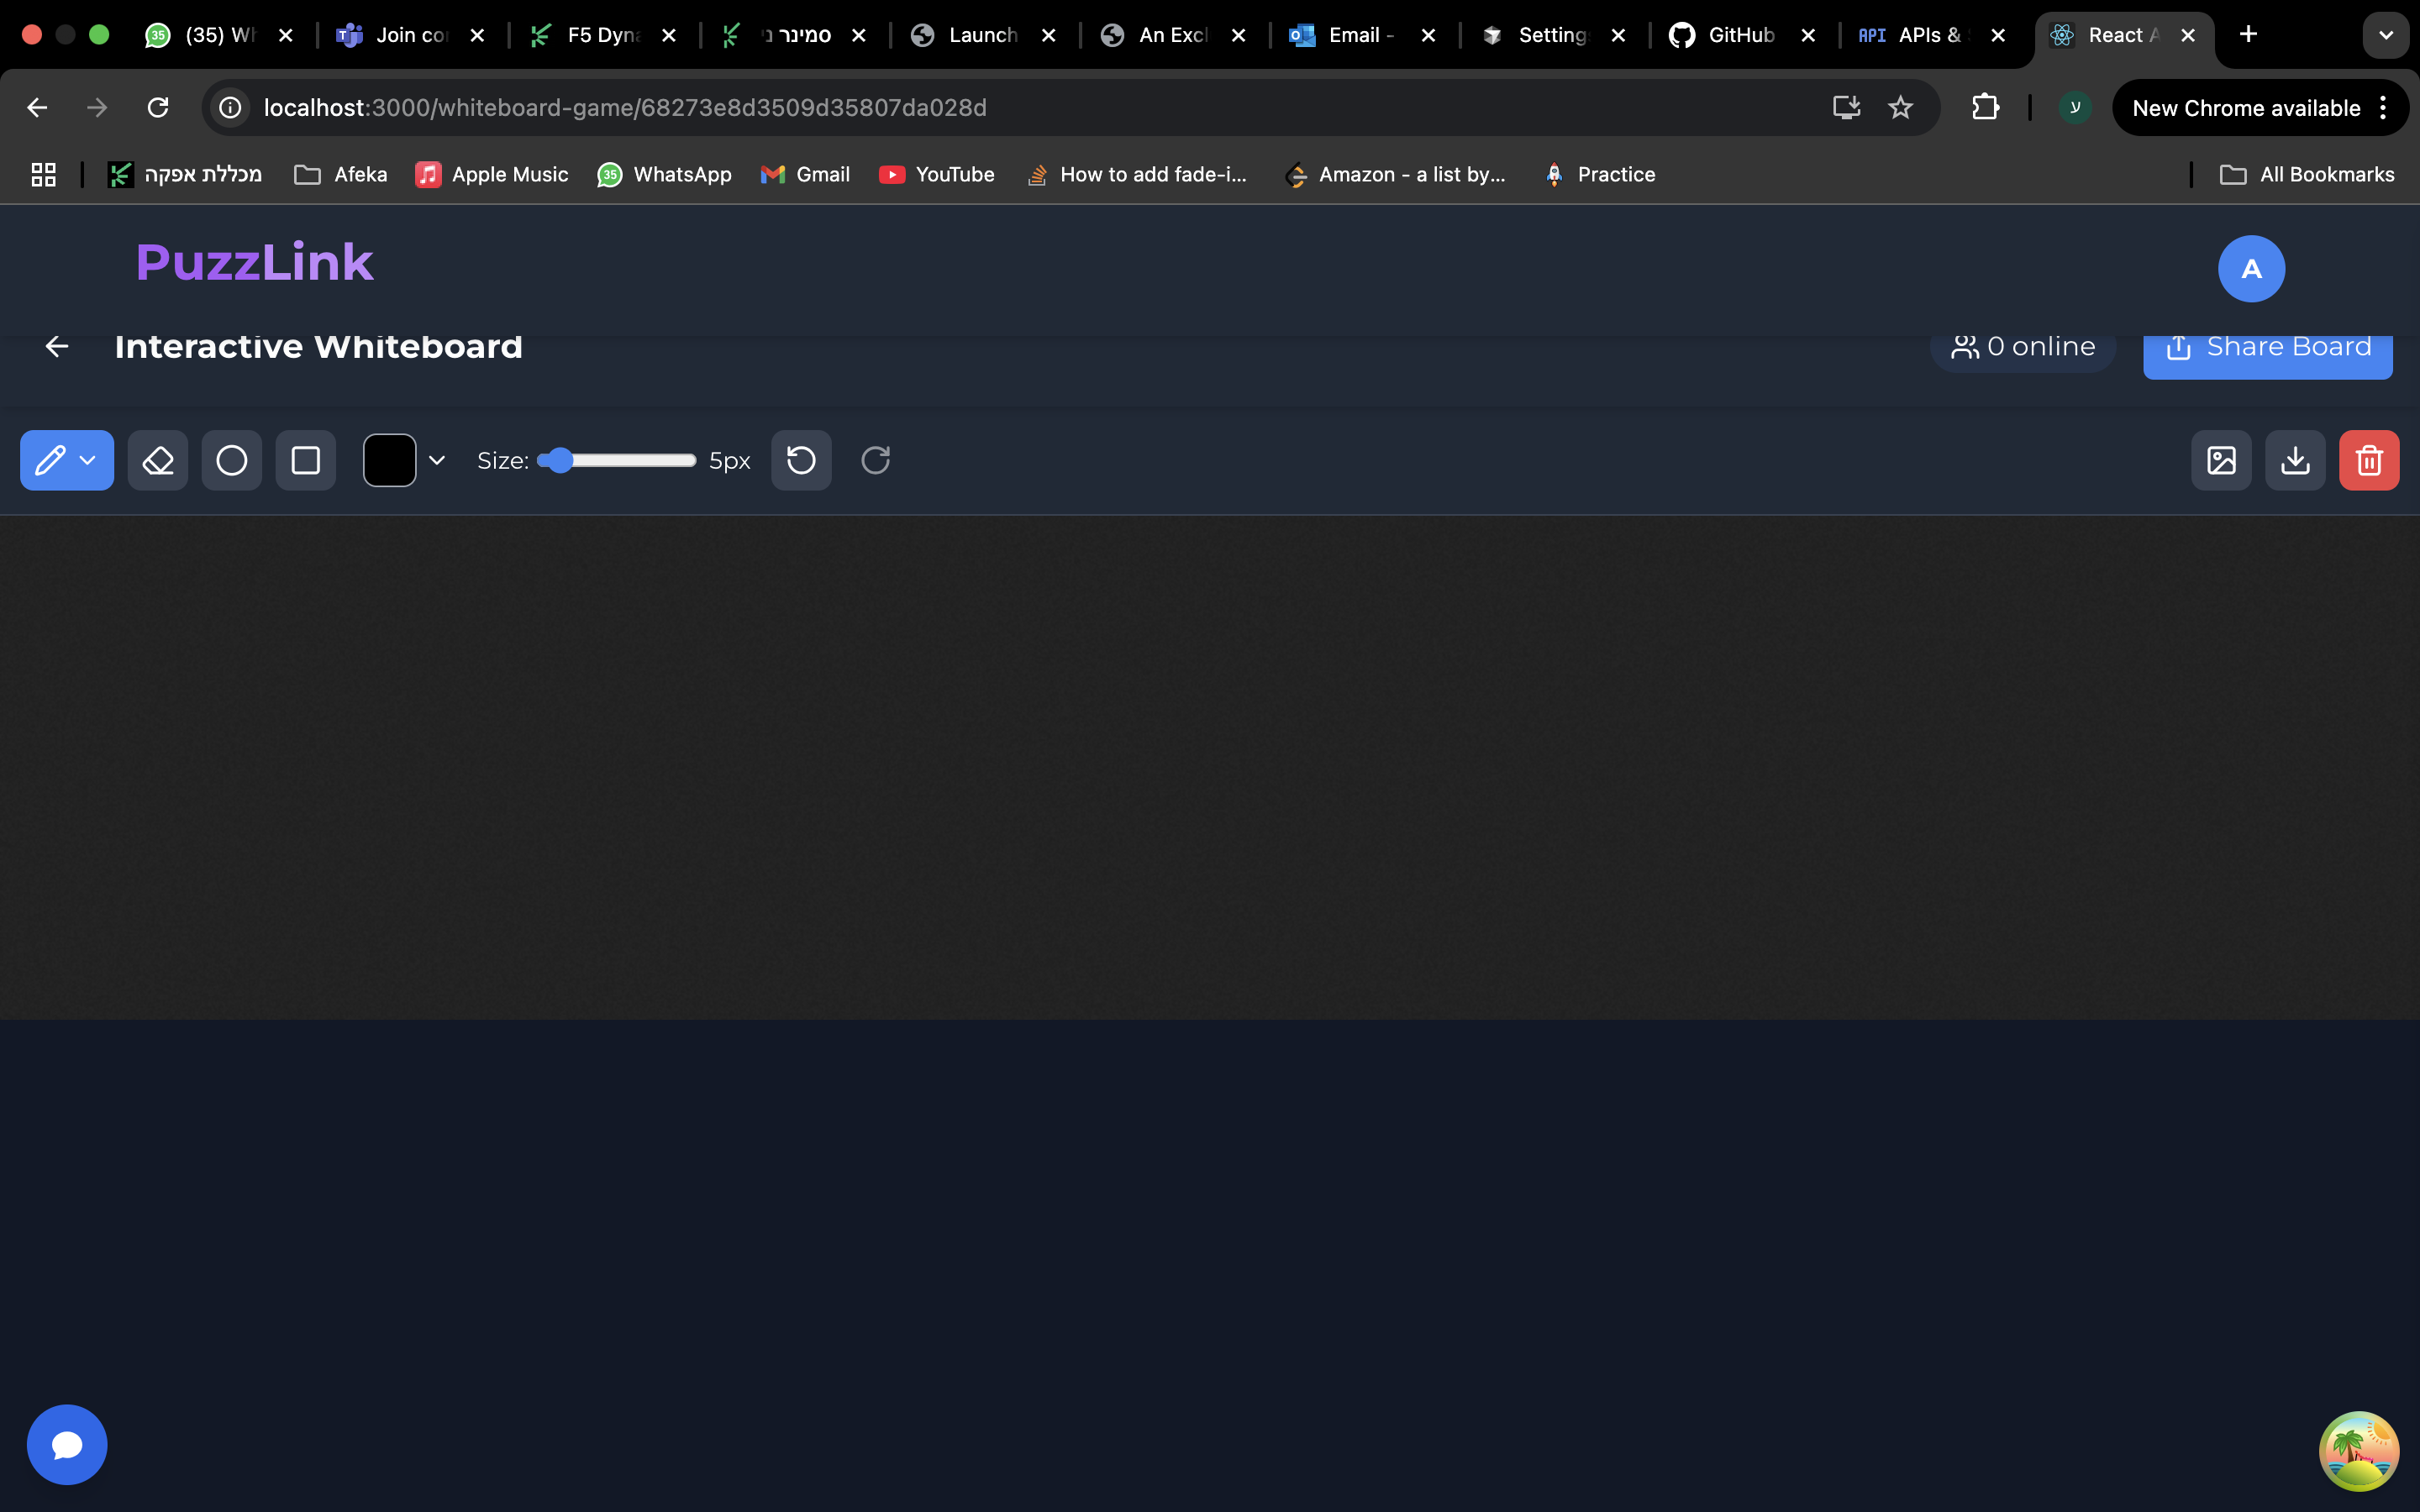 (35) Wh
Join co
F5 Dyna
סמינר ני
Launch
An Excl
Email -
Setting
GitHub
API APIs &
React A
localhost:3000/whiteboard-game/68273e8d3509d35807da028d
ע
New Chrome available
מכללת אפקה
Afeka
Apple Music
35
WhatsApp
Gmail
YouTube
How to add fade-i...
Amazon - a list by...
Practice
All Bookmarks
PuzzLink
A
Interactive Whiteboard
0 online
Share Board
Size:
5px